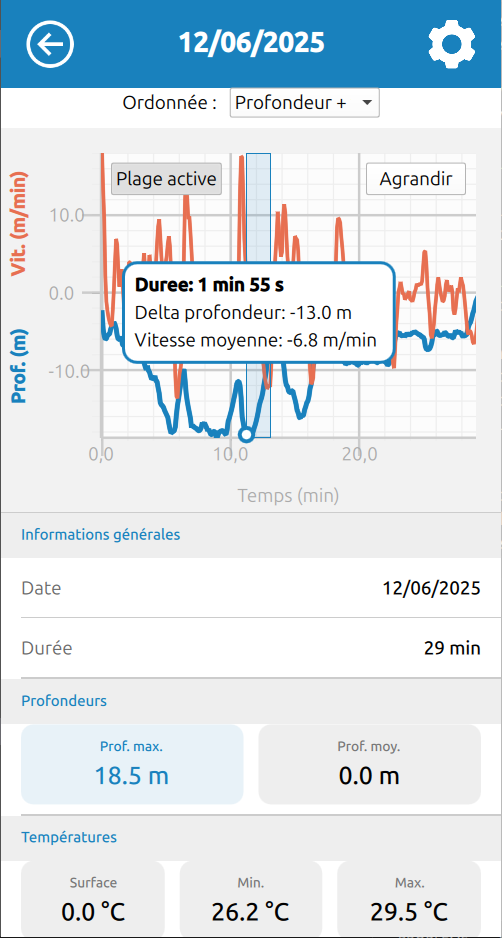 12/06/2025
Ordonnée : Profondeur +
Plage active
Agrandir
Vit. (m/min)
Prof. (m)
10.0
0.0
-10.0
Duree: 1 min 55 s
Delta profondeur: -13.0 m
Vitesse moyenne: -6.8 m/min
0,0 10,0 20,0
Temps (min)
Informations générales
Date 12/06/2025
Durée 29 min
Profondeurs
Prof. max. Prof. moy.
18.5 m 0.0 m
Températures
Surface Min. Max.
0.0 °C 26.2 °C 29.5 °C